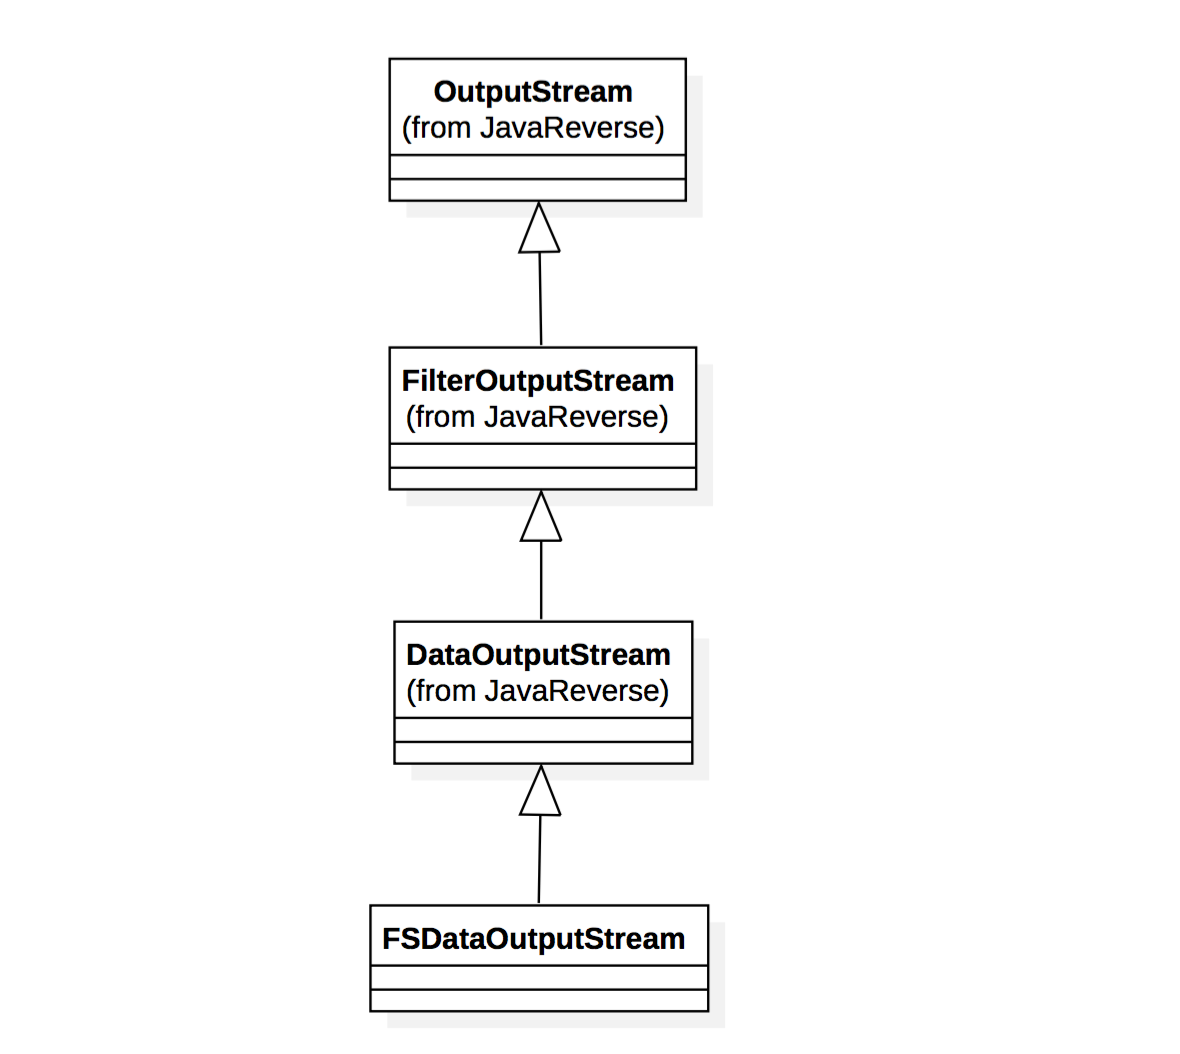 OutputStream
(from JavaReverse)
FilterOutputStream
(from JavaReverse)
DataOutputStream
(from JavaReverse)
FSDataOutputStream